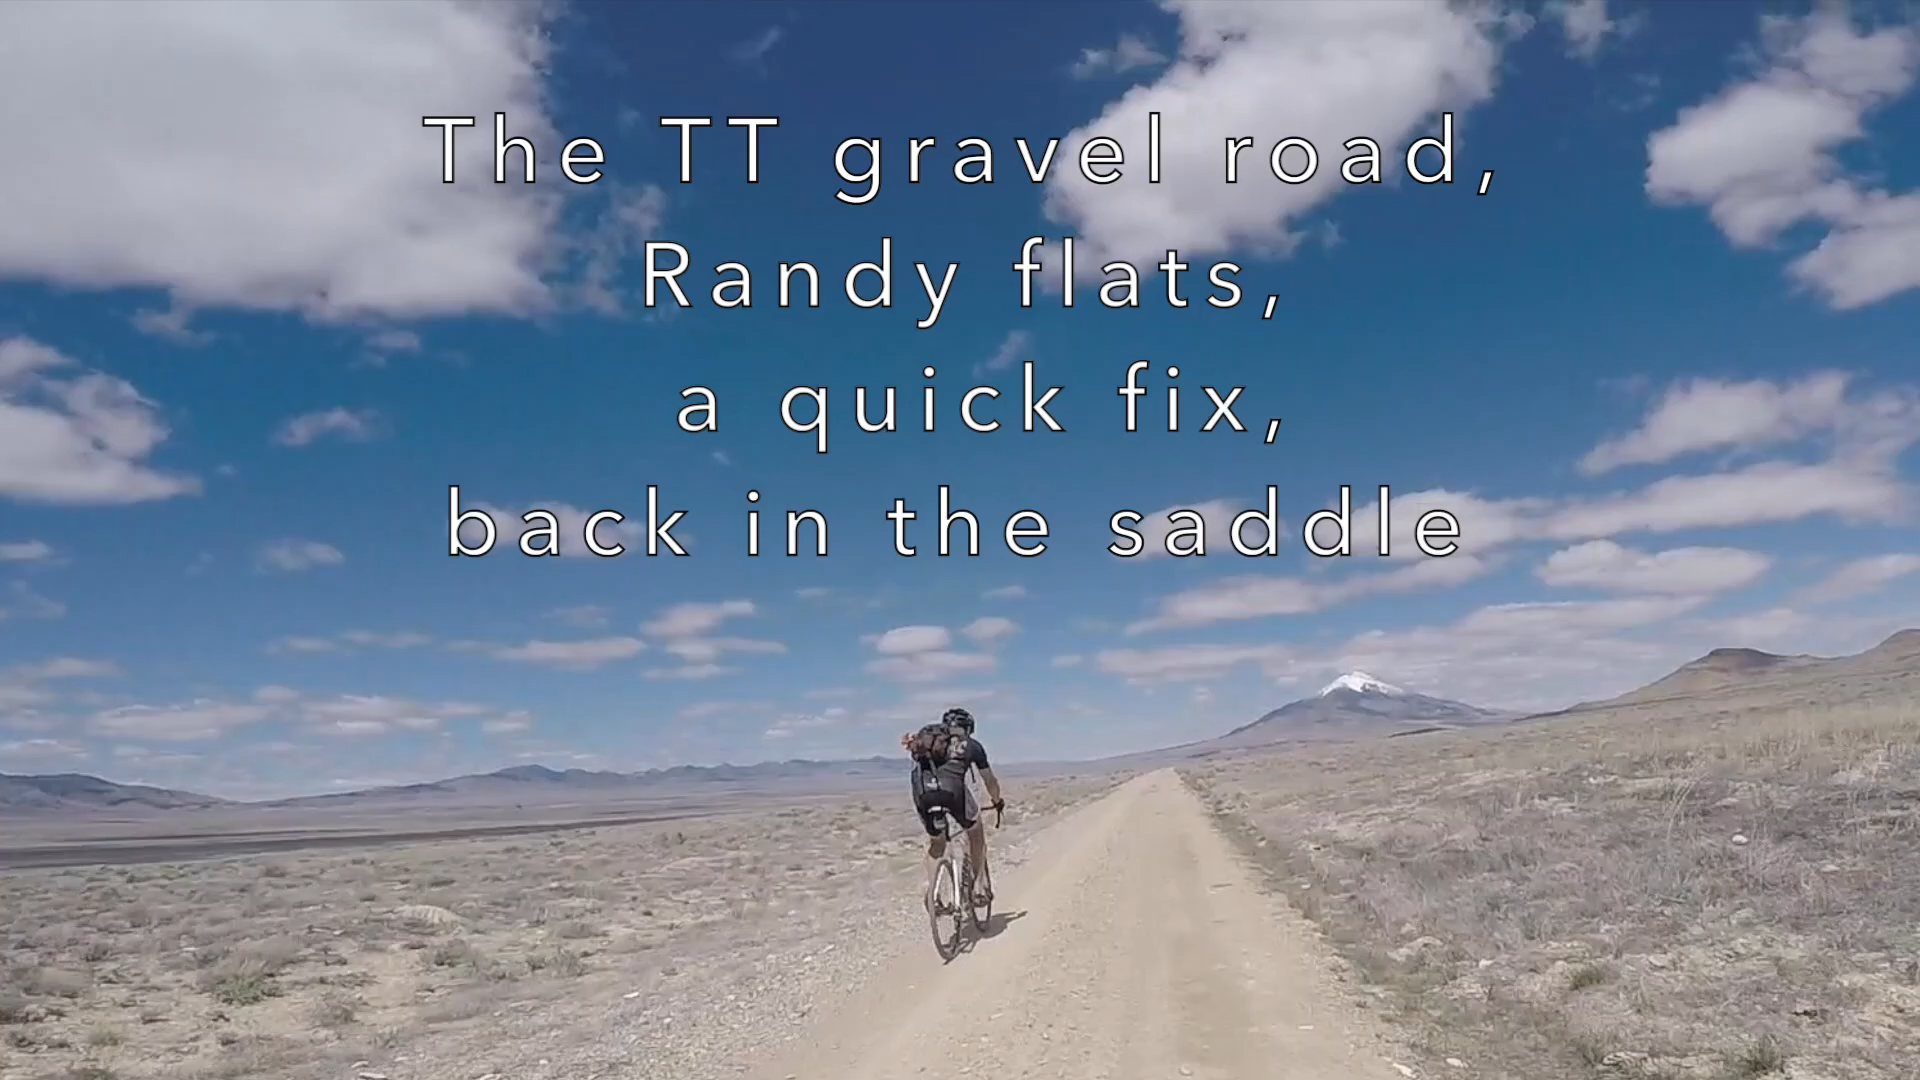 The TT gravel road,
Randy flats,
a quick fix,
back in the saddle